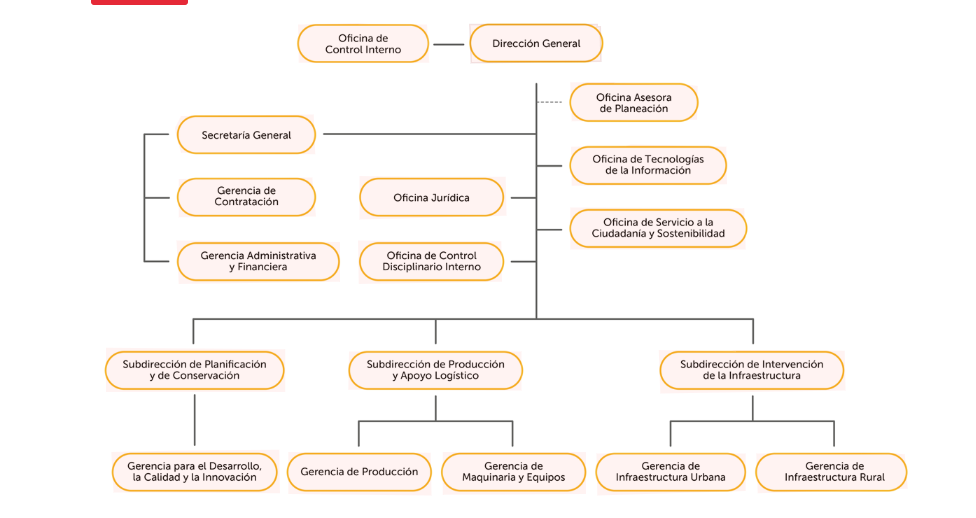 Oficina de
Control Interno
Dirección General
Oficina Asesora
de Planeación
Secretaría General
Oficina de Tecnologías
de la Información
Gerencia de
Contratación
Oficina Jurídica
Oficina de Servicio a la
Ciudadanía y Sostenibilidad
Gerencia Administrativa
y Financiera
Oficina de Control
Disciplinario Interno
Subdirección de Planificación
y de Conservación
Subdirección de Producción
y Apoyo Logístico
Subdirección de Intervención
de la Infraestructura
Gerencia para el Desarrollo,
la Calidad y la Innovación
Gerencia de Producción
Gerencia de
Maquinaria y Equipos
Gerencia de
Infraestructura Urbana
Gerencia de
Infraestructura Rural